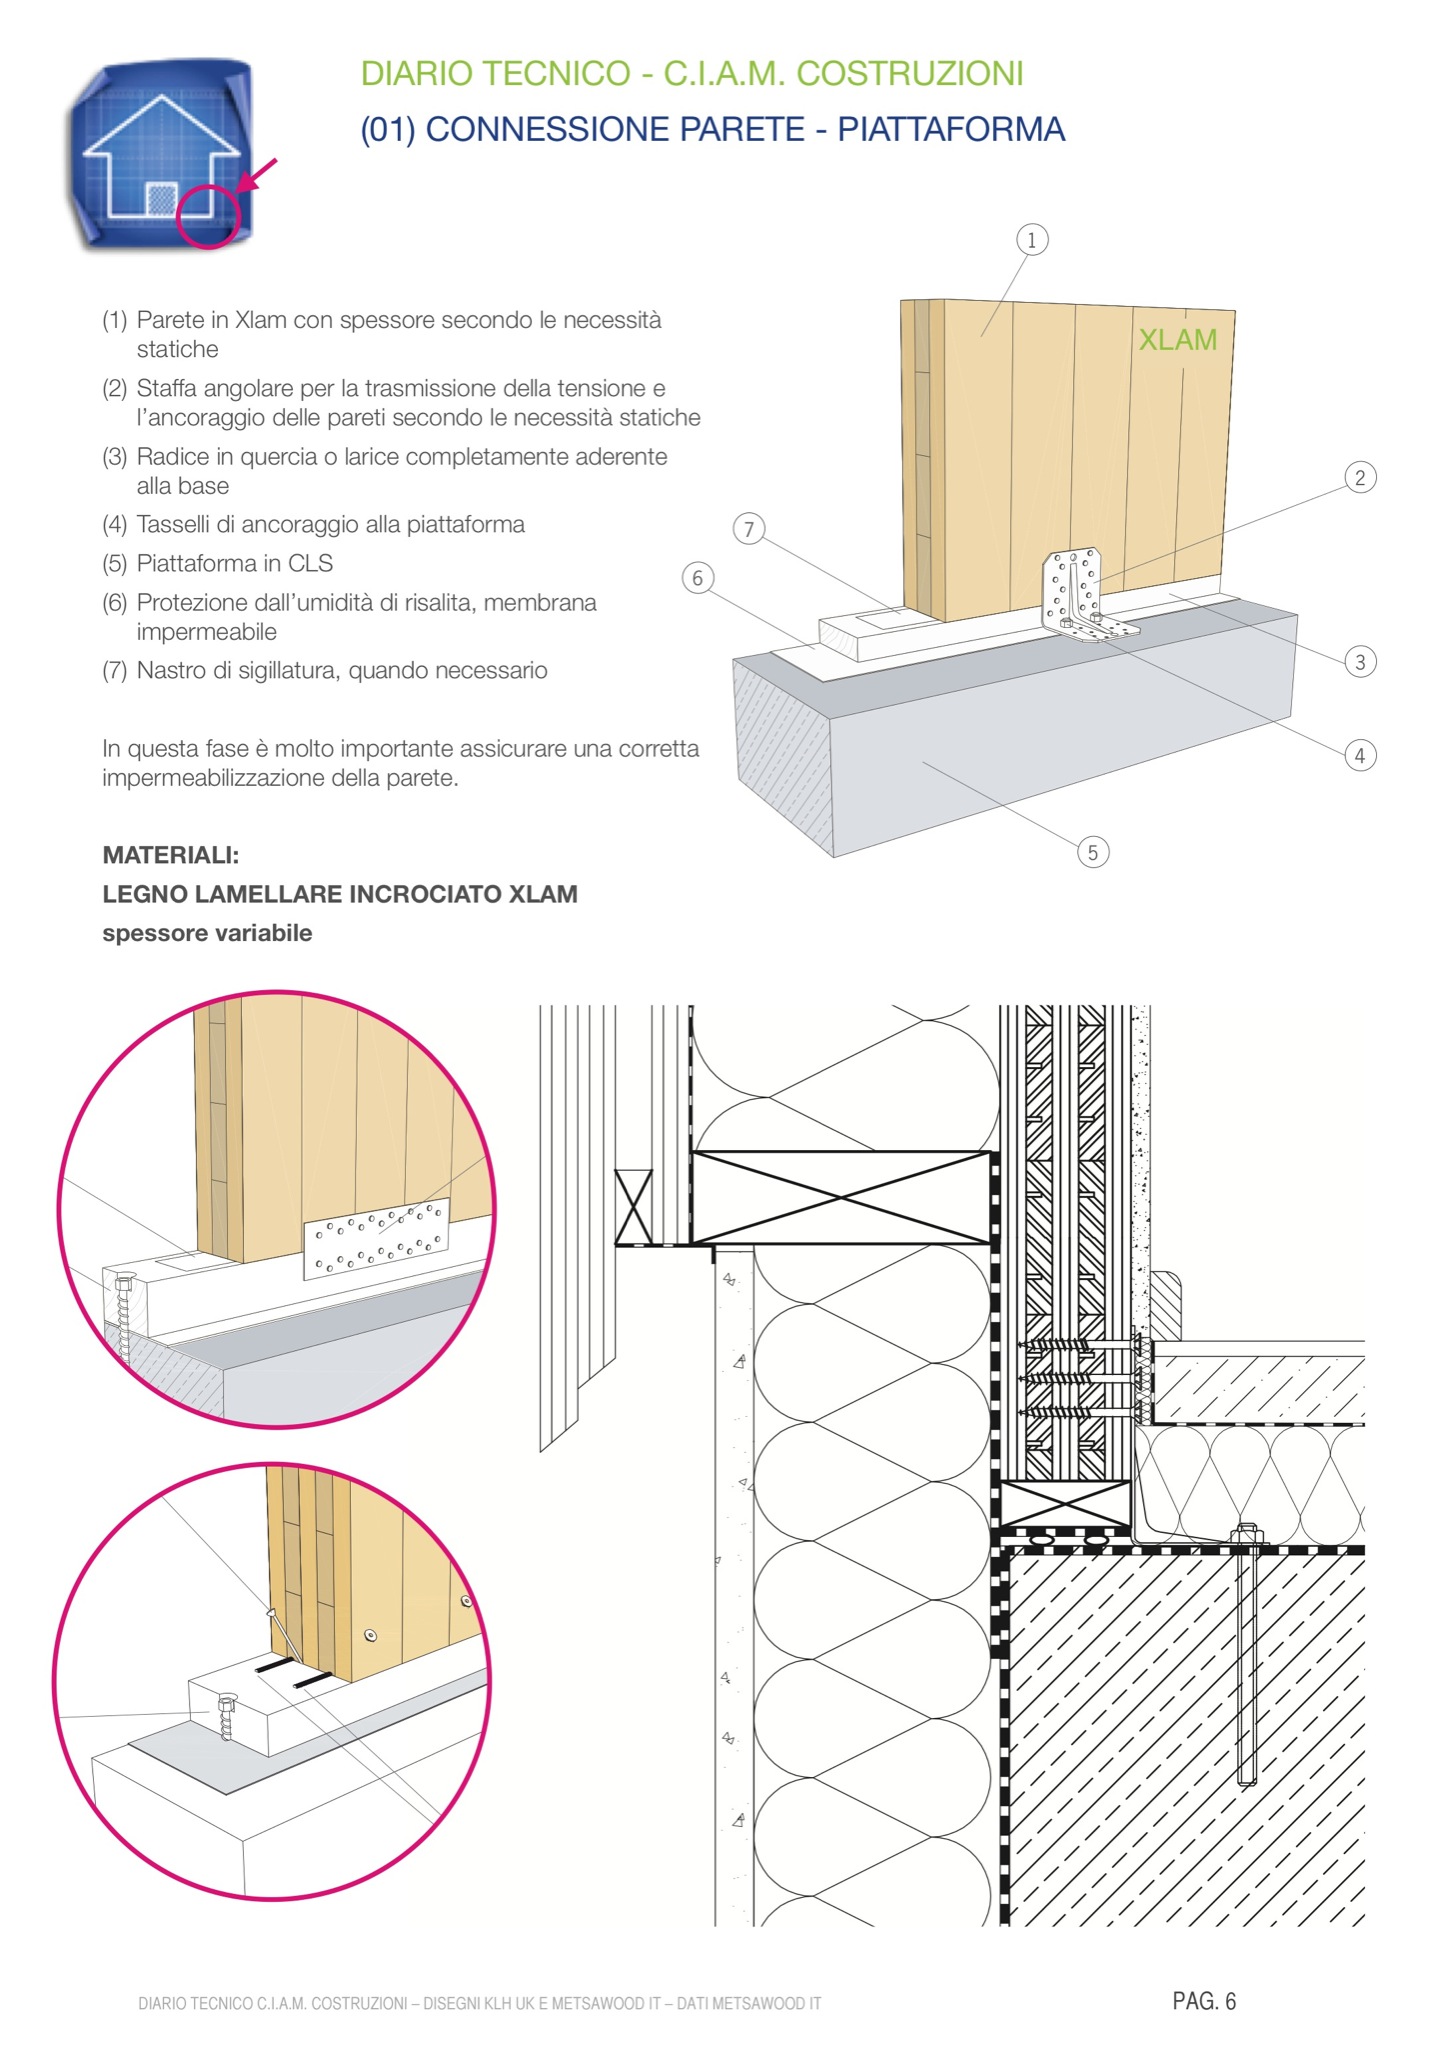 DIARIO TECNICO - C.I.A.M. COSTRUZIONI
(01) CONNESSIONE PARETE - PIATTAFORMA
1
(1) Parete in Xlam con spessore secondo le necessità
statiche
XLAM
(2) Staffa angolare per la trasmissione della tensione e
l'ancoraggio delle pareti secondo le necessità statiche
(3) Radice in quercia o larice completamente aderente
alla base
2
(4) Tasselli di ancoraggio alla piattaforma
7
(5) Piattaforma in CLS
6
(6) Protezione dall'umidità di risalita, membrana
impermeabile
(7) Nastro di sigillatura, quando necessario
3
In questa fase è molto importante assicurare una corretta
impermeabilizzazione della parete.
4
5
MATERIALI:
LEGNO LAMELLARE INCROCIATO XLAM
spessore variabile
DIARIO TECNICO C.I.A.M. COSTRUZIONI – DISEGNI KLH UK E METSAWOOD IT – DATI METSAWOOD IT
PAG. 6